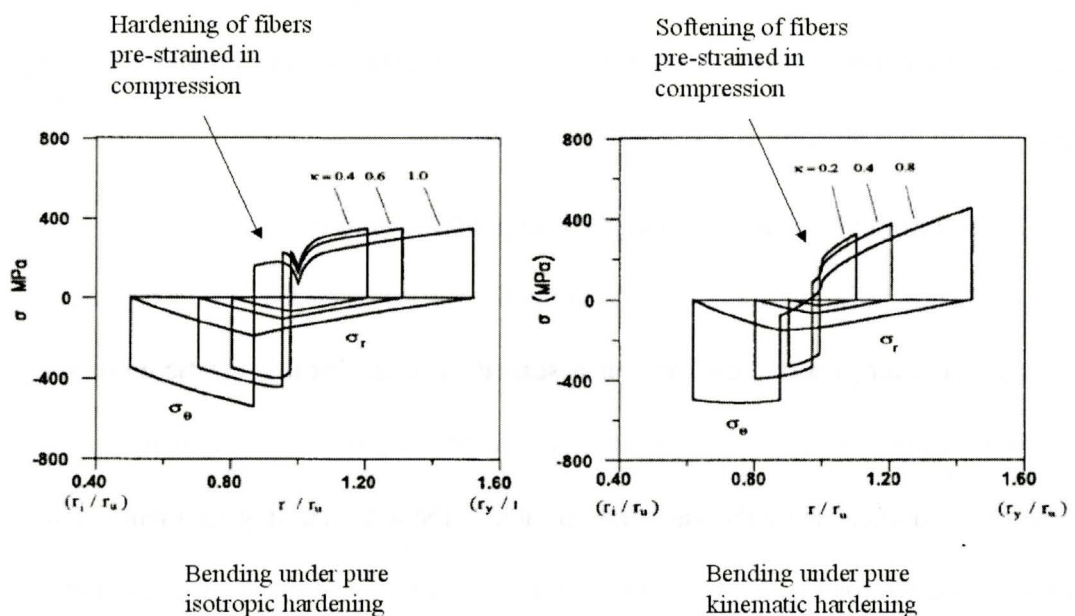 Hardening of fibers
pre-strained in
compression
Softening of fibers
pre-strained in
compression
800
400
0
-400
-800
σ MPa
κ=0.4 0.6 1.0
σr
σθ
0.40 0.80 1.20 1.60
(ri / ru) r / ru (ry / r
800
400
0
-400
-800
σ (MPa)
κ=0.2 0.4 0.8
σr
σθ
0.40 0.80 1.20 1.60
(ri / ru) r/ru (ry / ru)
Bending under pure
isotropic hardening
Bending under pure
kinematic hardening